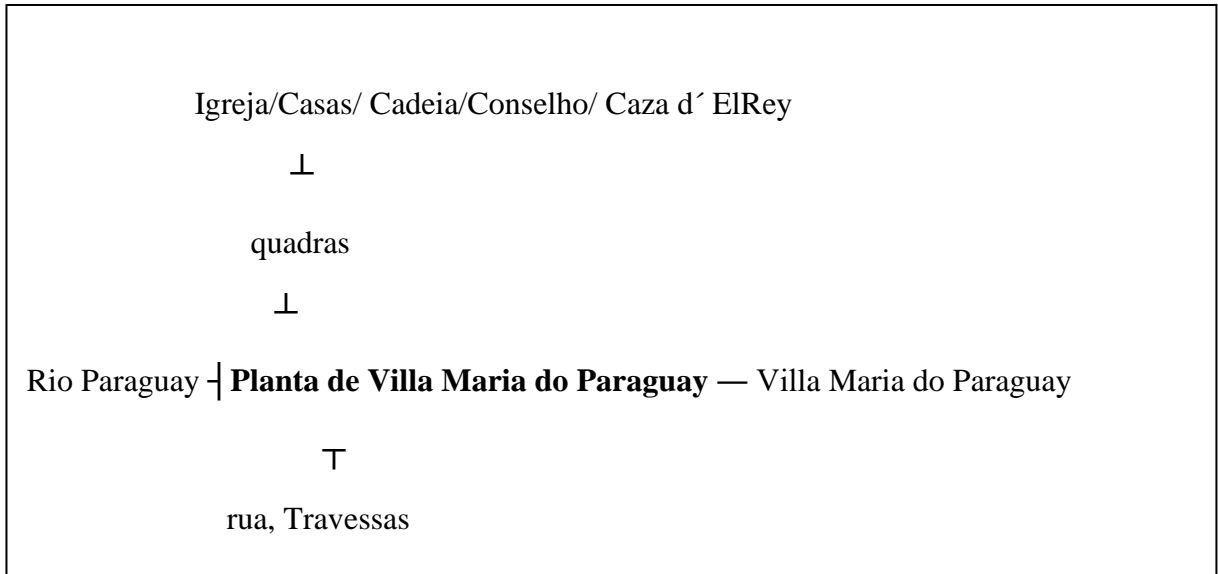 Igreja/Casas/ Cadeia/Conselho/ Caza d´ ElRey
┴
quadras
┴
Rio Paraguay ┤Planta de Villa Maria do Paraguay — Villa Maria do Paraguay
┬
rua, Travessas